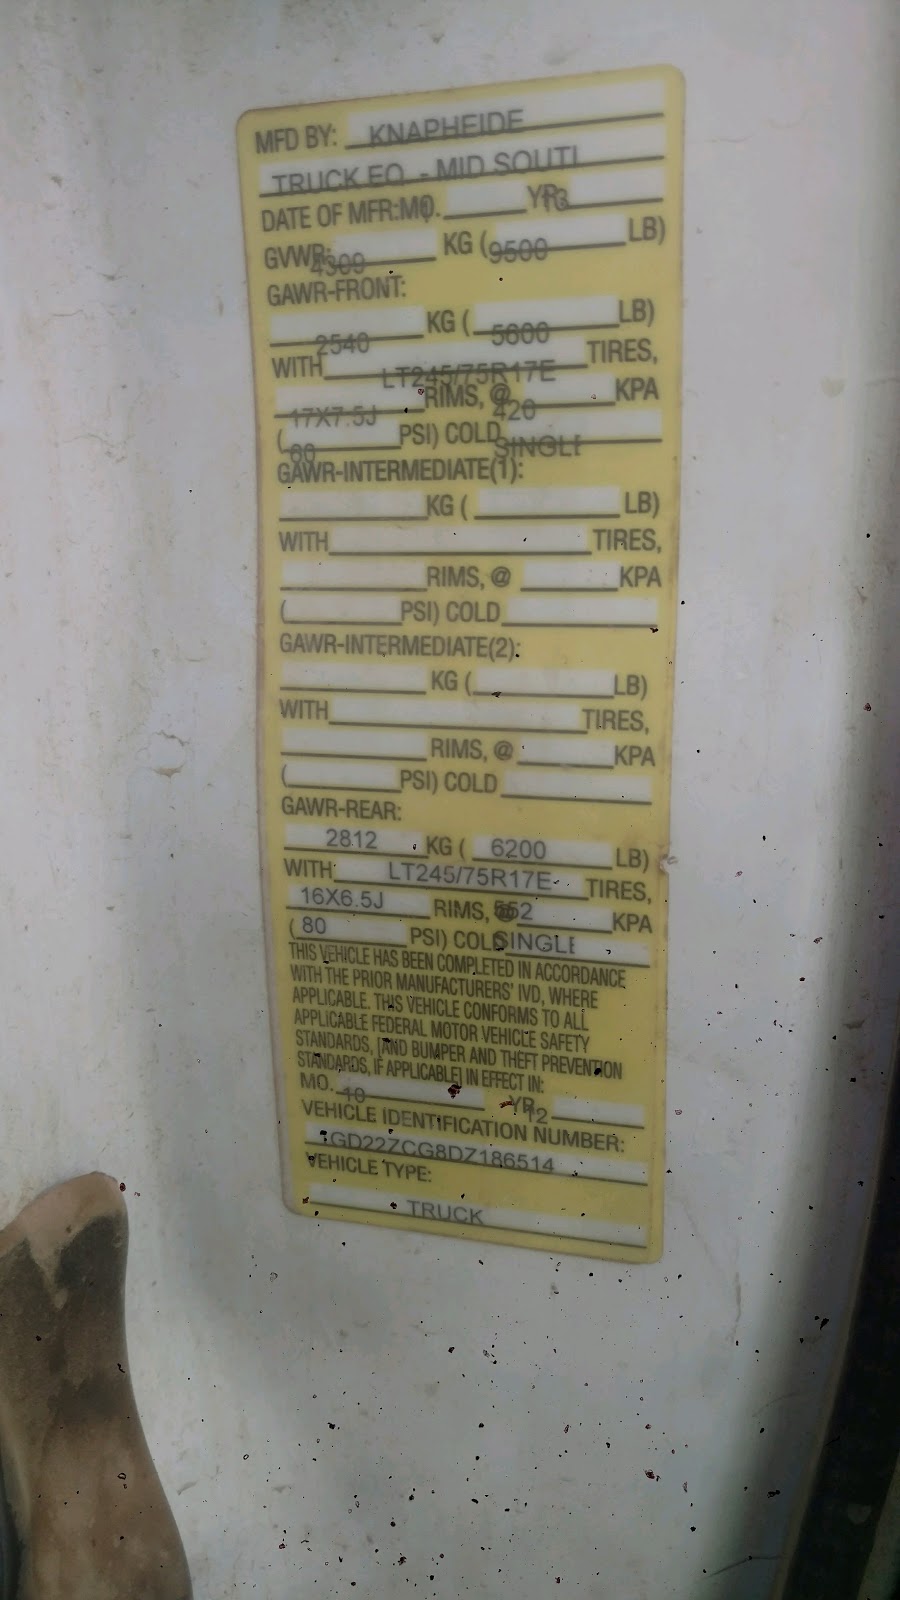 MFD BY: KNAPHEIDE
TRUCK EQ. - MID SOUTI
DATE OF MFR: MO. YR. 13
GVWR: 4309 KG ( 9500 LB)
GAWR-FRONT:
2540 KG ( 5600 LB)
WITH LT245/75R17E TIRES,
17X7.5J RIMS, @ 420 KPA
( 60 PSI) COLD SINGLE
GAWR-INTERMEDIATE(1):
KG ( LB)
WITH TIRES,
RIMS, @ KPA
( PSI) COLD
GAWR-INTERMEDIATE(2):
KG ( LB)
WITH TIRES,
RIMS, @ KPA
( PSI) COLD
GAWR-REAR:
2812 KG ( 6200 LB)
WITH LT245/75R17E TIRES,
16X6.5J RIMS, @ 552 KPA
( 80 PSI) COLD SINGLE
THIS VEHICLE HAS BEEN COMPLETED IN ACCORDANCE
WITH THE PRIOR MANUFACTURERS' IVD, WHERE
APPLICABLE. THIS VEHICLE CONFORMS TO ALL
APPLICABLE FEDERAL MOTOR VEHICLE SAFETY
STANDARDS, [AND BUMPER AND THEFT PREVENTION
STANDARDS, IF APPLICABLE] IN EFFECT IN:
MO. 10 YR. 12
VEHICLE IDENTIFICATION NUMBER:
1GD22ZCG8DZ186514
VEHICLE TYPE:
TRUCK